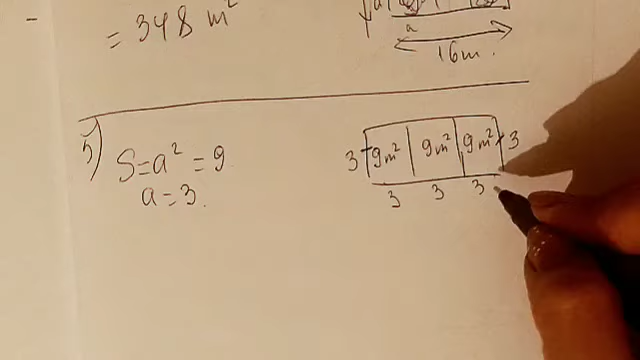 = 348 m²
a
16m.
5)
S=a²=9
a=3.
3 9m² 9m² 9m² 3
3 3 3